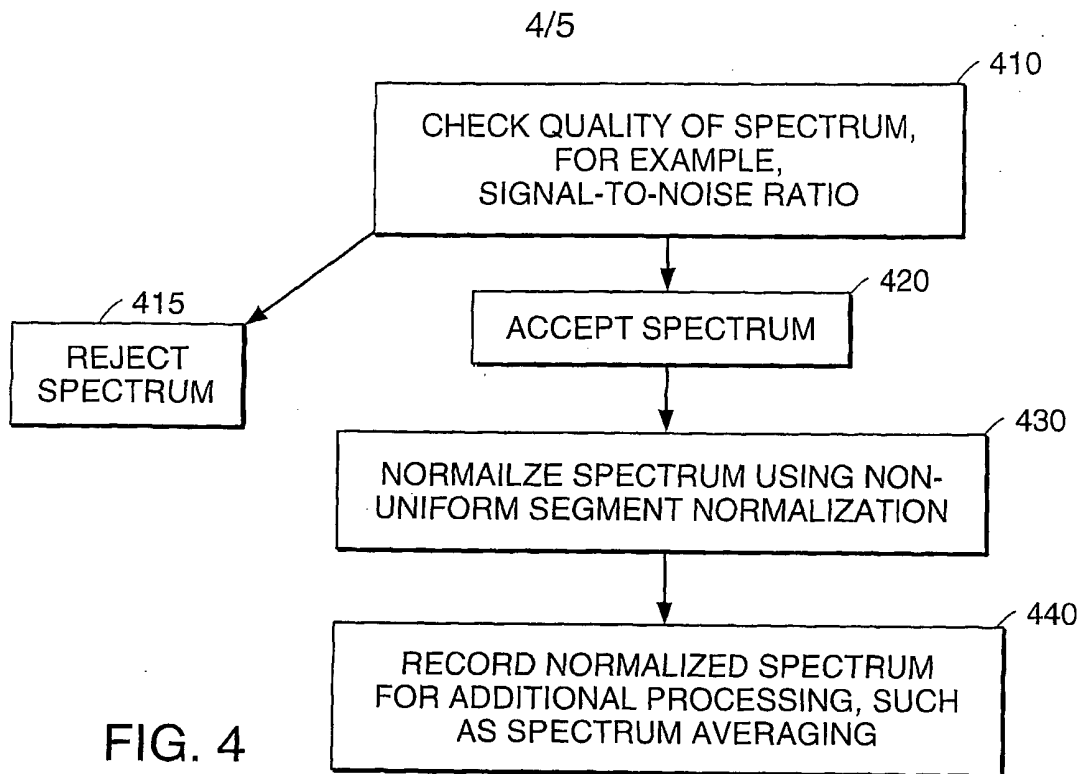 4/5
410
CHECK QUALITY OF SPECTRUM,
FOR EXAMPLE,
SIGNAL-TO-NOISE RATIO
415
REJECT
SPECTRUM
420
ACCEPT SPECTRUM
430
NORMAILZE SPECTRUM USING NON-
UNIFORM SEGMENT NORMALIZATION
440
RECORD NORMALIZED SPECTRUM
FOR ADDITIONAL PROCESSING, SUCH
AS SPECTRUM AVERAGING
FIG. 4